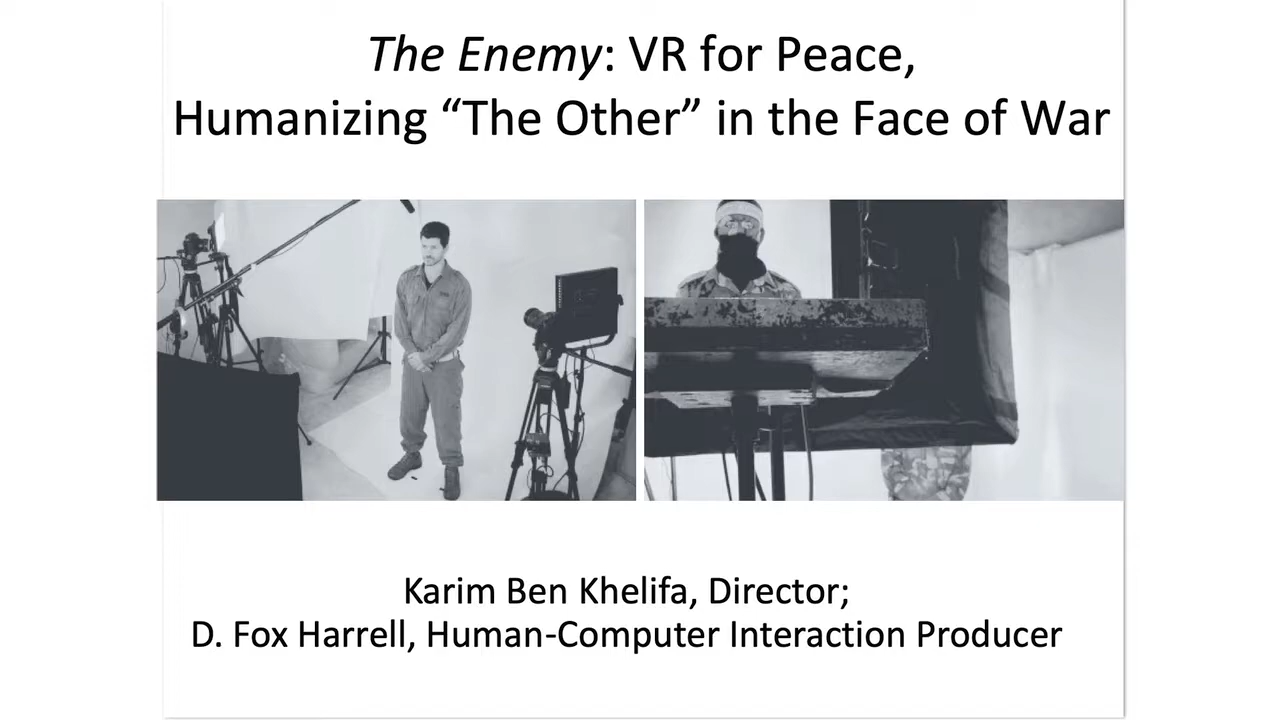 The Enemy: VR for Peace,
Humanizing “The Other” in the Face of War
Karim Ben Khelifa, Director;
D. Fox Harrell, Human-Computer Interaction Producer